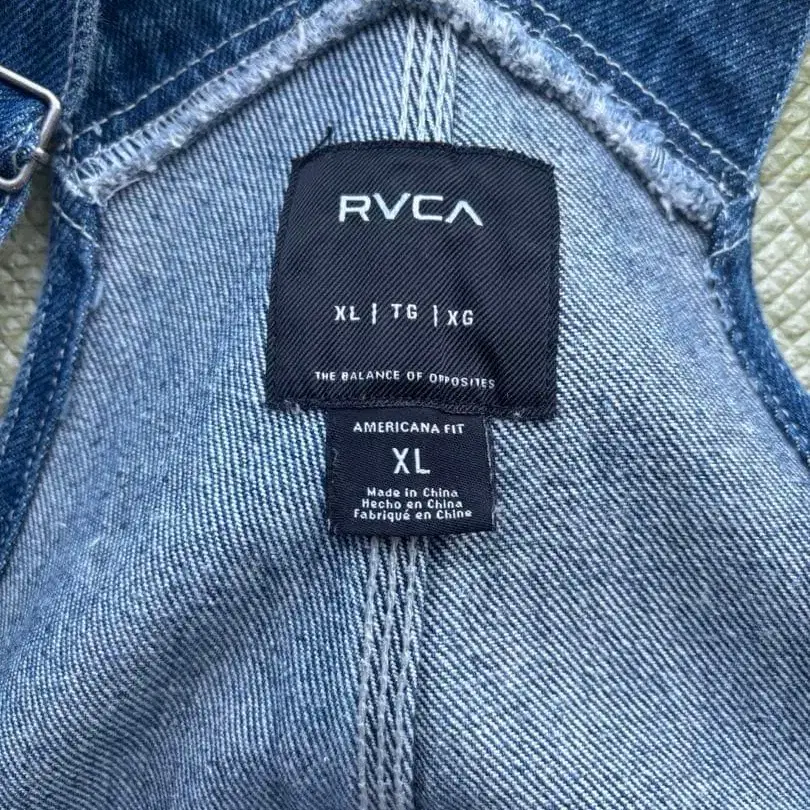 RVCA
XL | TG | XG
THE BALANCE OF OPPOSITES
AMERICANA FIT
XL
Made in China
Hecho en China
Fabriqué en Chine